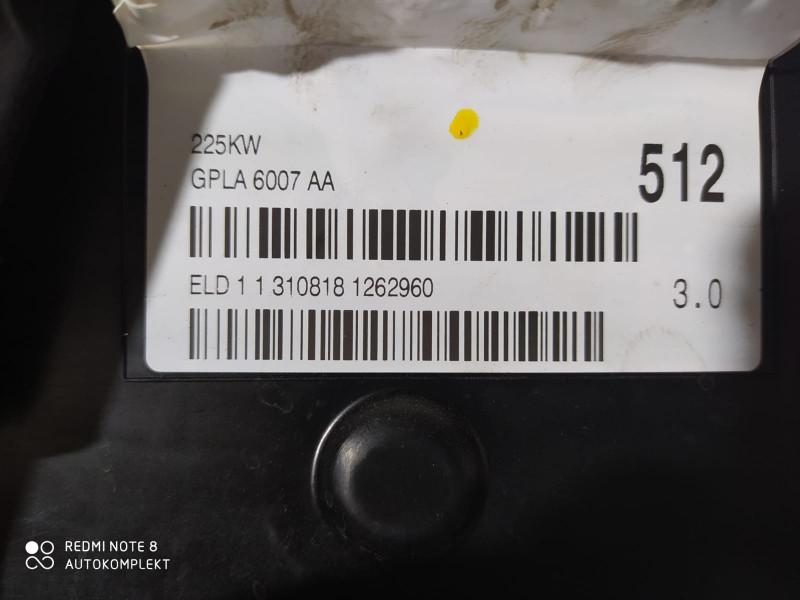 225KW
GPLA 6007 AA
512
ELD 1 1 310818 1262960
3.0
REDMI NOTE 8
AUTOKOMPLEKT